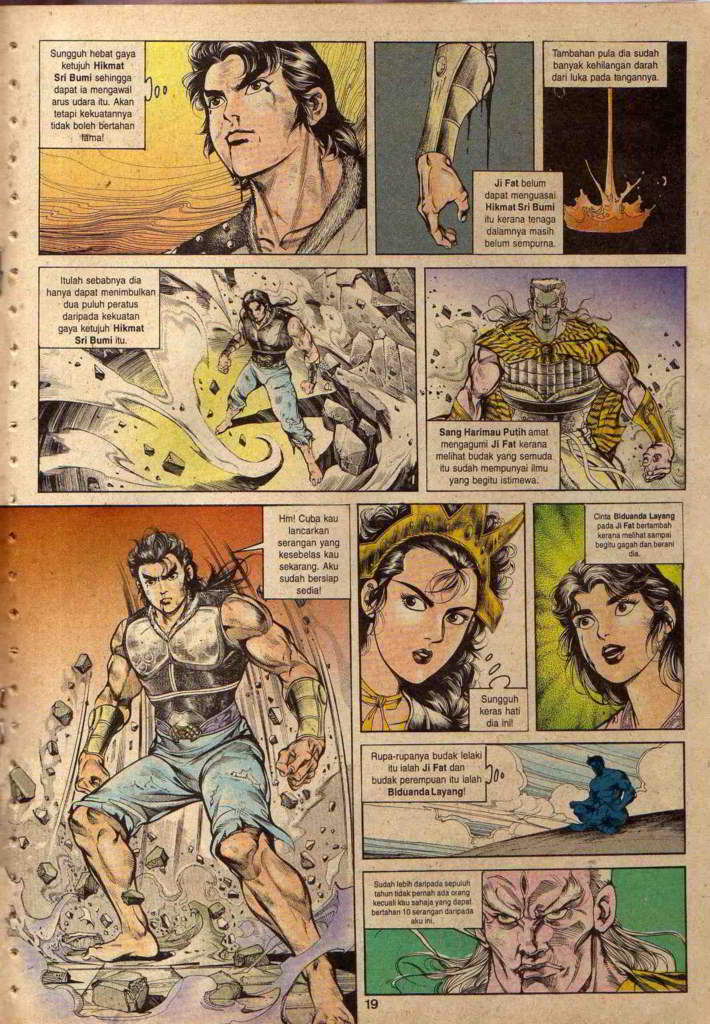 Sungguh hebat gaya
ketujuh Hikmat
Sri Bumi sehingga
dapat ia mengawal
arus udara itu. Akan
tetapi kekuatannya
tidak boleh bertahan
lama!
Ji Fat belum
dapat menguasai
Hikmat Sri Bumi
itu kerana tenaga
dalamnya masih
belum sempurna.
Tambahan pula dia sudah
banyak kehilangan darah
dari luka pada tangannya.
Itulah sebabnya dia
hanya dapat menimbulkan
dua puluh peratus
daripada kekuatan
gaya ketujuh Hikmat
Sri Bumi itu.
Sang Harimau Putih amat
mengagumi Ji Fat kerana
melihat budak yang semuda
itu sudah mempunyai ilmu
yang begitu istimewa.
Hm! Cuba kau
lancarkan
serangan yang
kesebelas kau
sekarang. Aku
sudah bersiap
sedia!
Sungguh
keras hati
dia ini!
Cinta Biduanda Layang
pada Ji Fat bertambah
kerana melihat sampai
begitu gagah dan berani
dia.
Rupa-rupanya budak lelaki
itu ialah Ji Fat dan
budak perempuan itu ialah
Biduanda Layang!
Sudah lebih daripada sepuluh
tahun tidak pernah ada orang
kecuali kau sahaja yang dapat
bertahan 10 serangan daripada
aku ini.
19